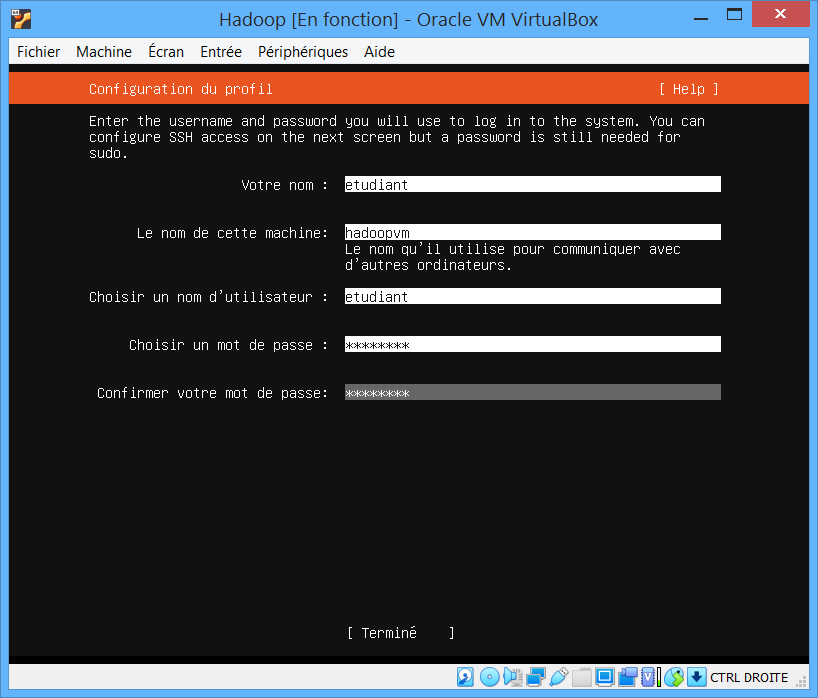 Hadoop [En fonction] - Oracle VM VirtualBox
Fichier Machine Écran Entrée Périphériques Aide
Configuration du profil [ Help ]
Enter the username and password you will use to log in to the system. You can
configure SSH access on the next screen but a password is still needed for
sudo.
Votre nom : etudiant
Le nom de cette machine: hadoopvm
Le nom qu'il utilise pour communiquer avec
d'autres ordinateurs.
Choisir un nom d'utilisateur : etudiant
Choisir un mot de passe : ********
Confirmer votre mot de passe: ********
[ Terminé ]
CTRL DROITE